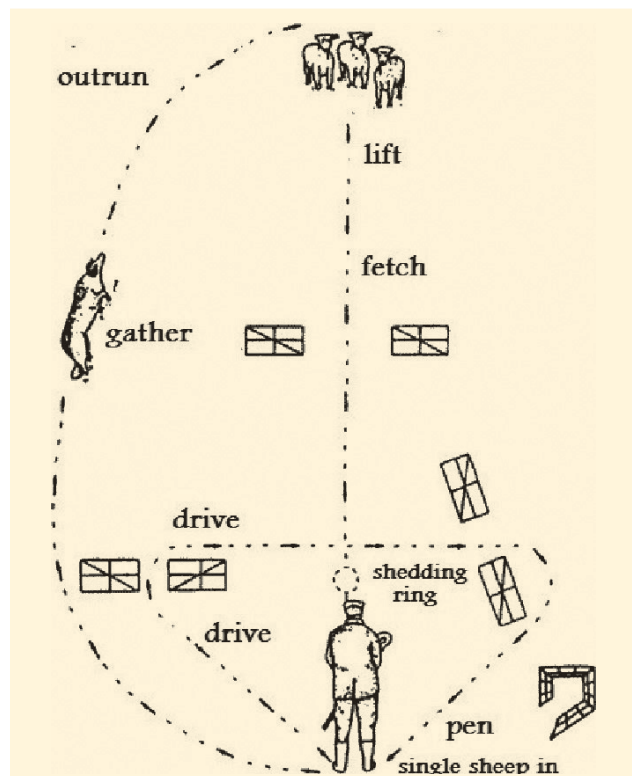 outrun
lift
fetch
gather
drive
shedding
ring
drive
pen
single sheep in